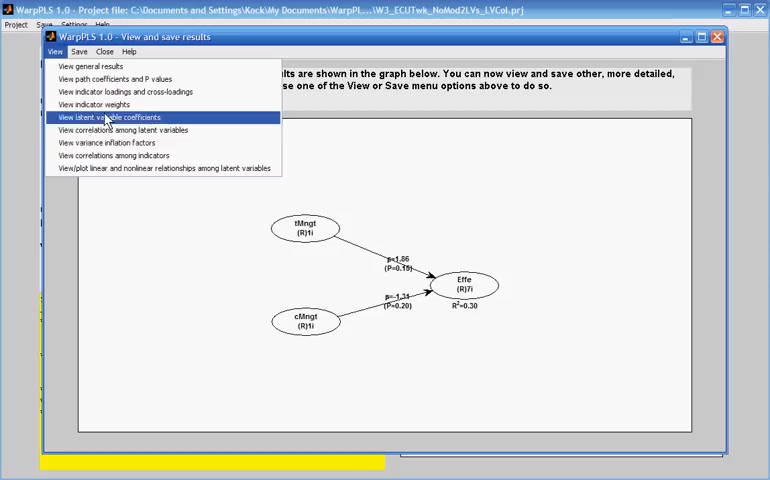 WarpPLS 1.0 - Project file: C:\Documents and Settings\Kock\My Documents\WarpPL...\W3_ECUTwk_NoMod2LVs_LVCol.prj
Project Save Settings Help
WarpPLS 1.0 - View and save results
View Save Close Help
ults are shown in the graph below. You can now view and save other, more detailed,
se one of the View or Save menu options above to do so.
View general results
View path coefficients and P values
View indicator loadings and cross-loadings
View indicator weights
View latent variable coefficients
View correlations among latent variables
View variance inflation factors
View correlations among indicators
View/plot linear and nonlinear relationships among latent variables
tMngt
(R)1i
β=1.86
(P=0.15)
Effe
(R)7i
R²=0.30
β=-1.31
(P=0.20)
cMngt
(R)1i